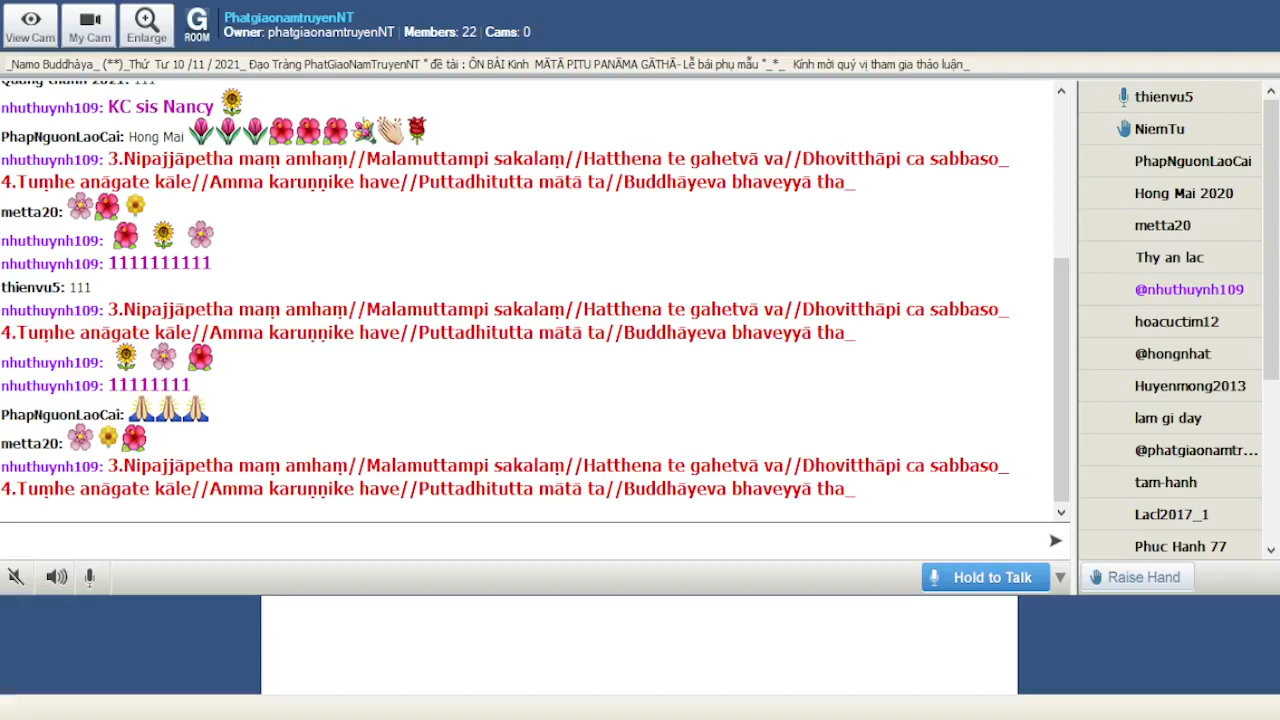 View Cam
My Cam
Enlarge
G
ROOM
PhatgiaonamtruyenNT
Owner: phatgiaonamtruyenNT | Members: 22 | Cams: 0
_Namo Buddhàya_ (**)_Thứ Tư 10 /11 / 2021_ Đạo Tràng PhatGiaoNamTruyenNT " đề tài : ÔN BÀI Kinh MĀTĀ PITU PANĀMA GĀTHĀ- Lễ bái phụ mẫu "_*_ Kính mời quý vị tham gia thảo luận_
nhuthuynh109: KC sis Nancy
PhapNguonLaoCai: Hong Mai
nhuthuynh109: 3.Nipajjāpetha maṃ amhaṃ//Malamuttampi sakalaṃ//Hatthena te gahetvā va//Dhovitthāpi ca sabbaso_
4.Tuṃhe anāgate kāle//Amma karuṇṇike have//Puttadhitutta mātā ta//Buddhāyeva bhaveyyā tha_
metta20:
nhuthuynh109:
nhuthuynh109: 1111111111
thienvu5: 111
nhuthuynh109: 3.Nipajjāpetha maṃ amhaṃ//Malamuttampi sakalaṃ//Hatthena te gahetvā va//Dhovitthāpi ca sabbaso_
4.Tuṃhe anāgate kāle//Amma karuṇṇike have//Puttadhitutta mātā ta//Buddhāyeva bhaveyyā tha_
nhuthuynh109:
nhuthuynh109: 11111111
PhapNguonLaoCai:
metta20:
nhuthuynh109: 3.Nipajjāpetha maṃ amhaṃ//Malamuttampi sakalaṃ//Hatthena te gahetvā va//Dhovitthāpi ca sabbaso_
4.Tuṃhe anāgate kāle//Amma karuṇṇike have//Puttadhitutta mātā ta//Buddhāyeva bhaveyyā tha_
thienvu5
NiemTu
PhapNguonLaoCai
Hong Mai 2020
metta20
Thy an lac
@nhuthuynh109
hoacuctim12
@hongnhat
Huyenmong2013
lam gi day
@phatgiaonamtr...
tam-hanh
Lacl2017_1
Phuc Hanh 77
Hold to Talk
Raise Hand